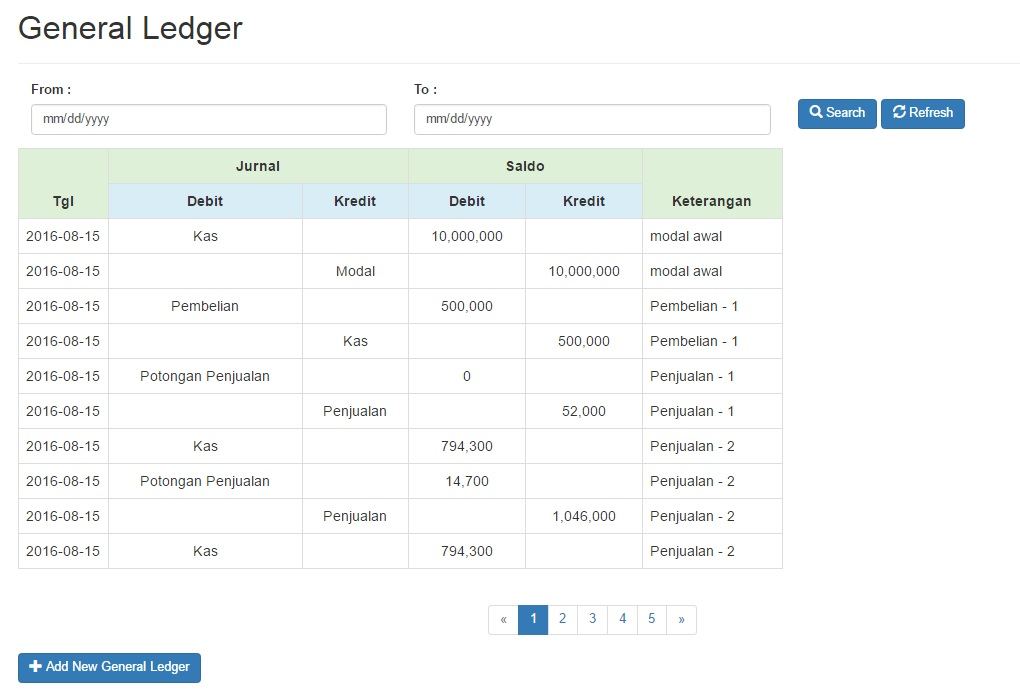 General Ledger
From : To :
mm/dd/yyyy mm/dd/yyyy Search Refresh
Jurnal Saldo
Tgl Debit Kredit Debit Kredit Keterangan
2016-08-15 Kas 10,000,000 modal awal
2016-08-15 Modal 10,000,000 modal awal
2016-08-15 Pembelian 500,000 Pembelian - 1
2016-08-15 Kas 500,000 Pembelian - 1
2016-08-15 Potongan Penjualan 0 Penjualan - 1
2016-08-15 Penjualan 52,000 Penjualan - 1
2016-08-15 Kas 794,300 Penjualan - 2
2016-08-15 Potongan Penjualan 14,700 Penjualan - 2
2016-08-15 Penjualan 1,046,000 Penjualan - 2
2016-08-15 Kas 794,300 Penjualan - 2
« 1 2 3 4 5 »
Add New General Ledger